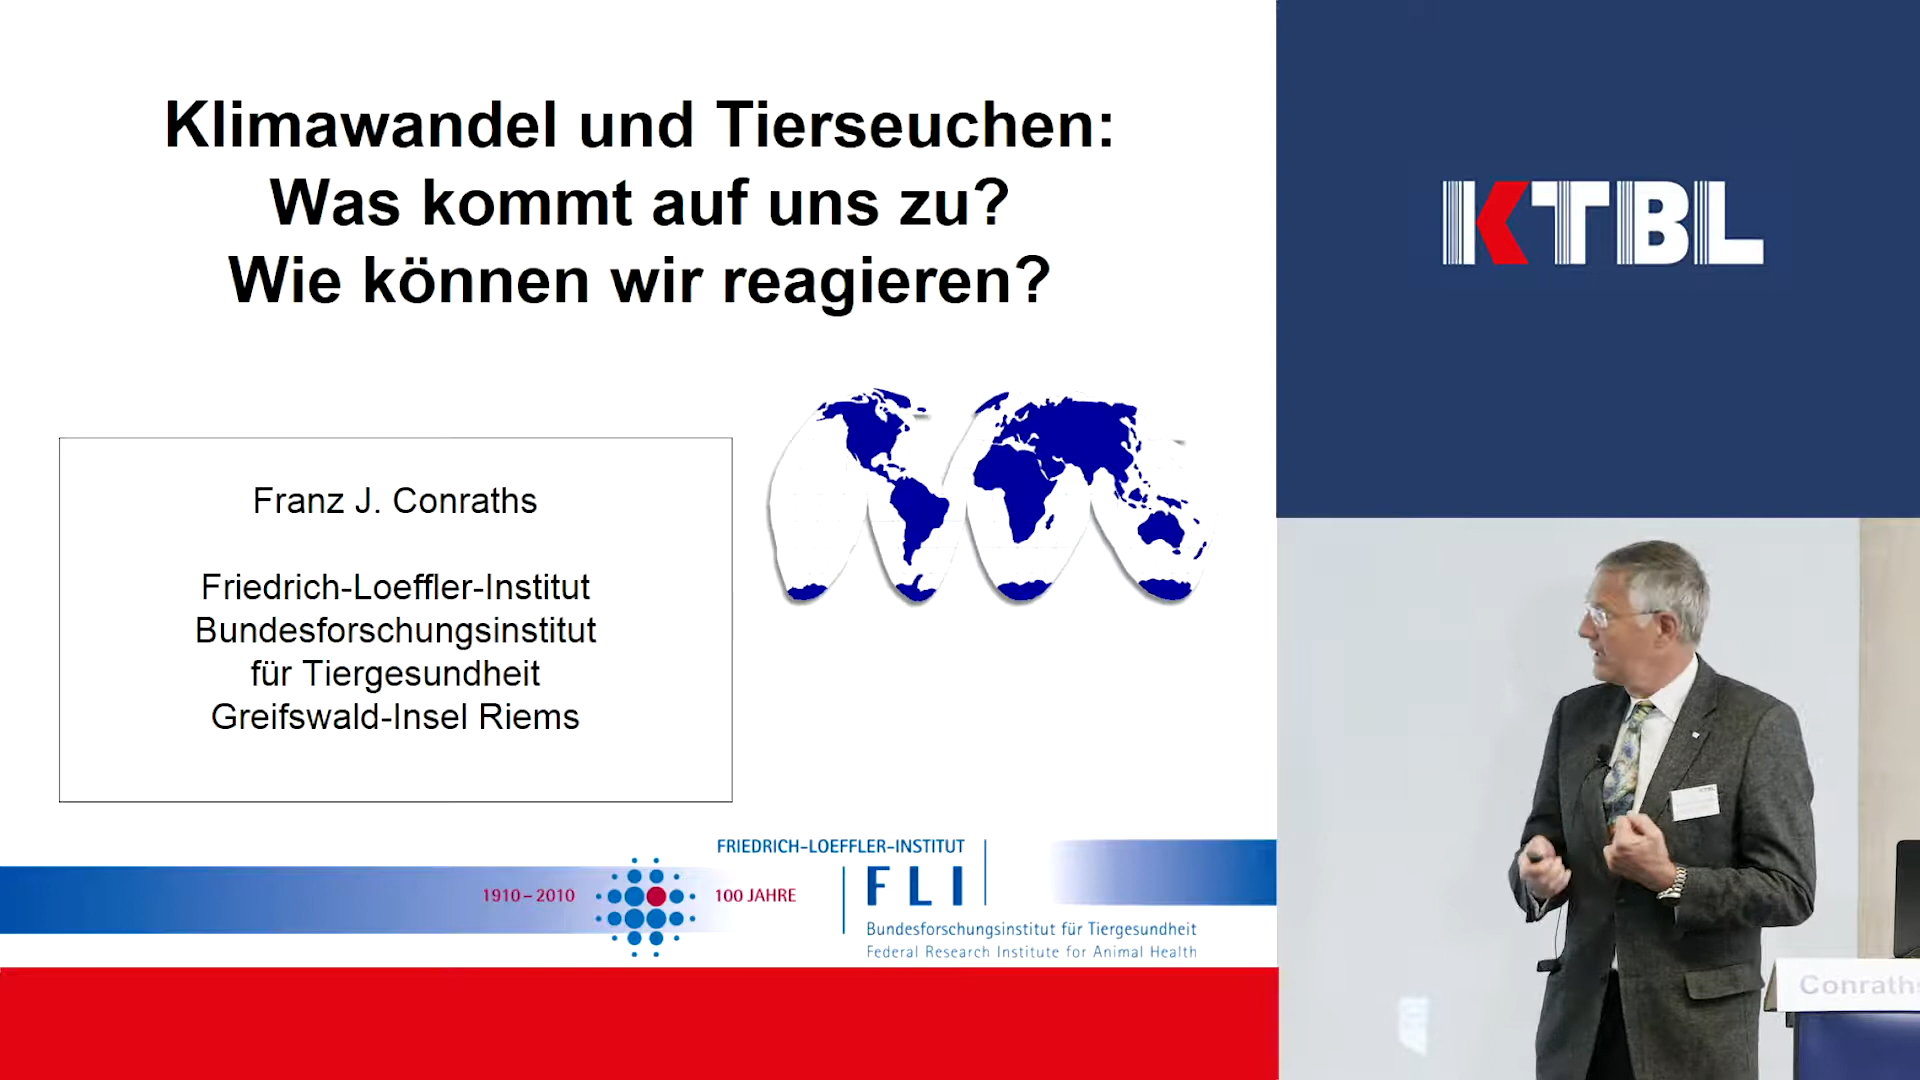 Klimawandel und Tierseuchen:
Was kommt auf uns zu?
Wie können wir reagieren?
Franz J. Conraths
Friedrich-Loeffler-Institut
Bundesforschungsinstitut
für Tiergesundheit
Greifswald-Insel Riems
1910–2010
100 JAHRE
FRIEDRICH-LOEFFLER-INSTITUT
FLI
Bundesforschungsinstitut für Tiergesundheit
Federal Research Institute for Animal Health
KTBL
KTBL
Conraths